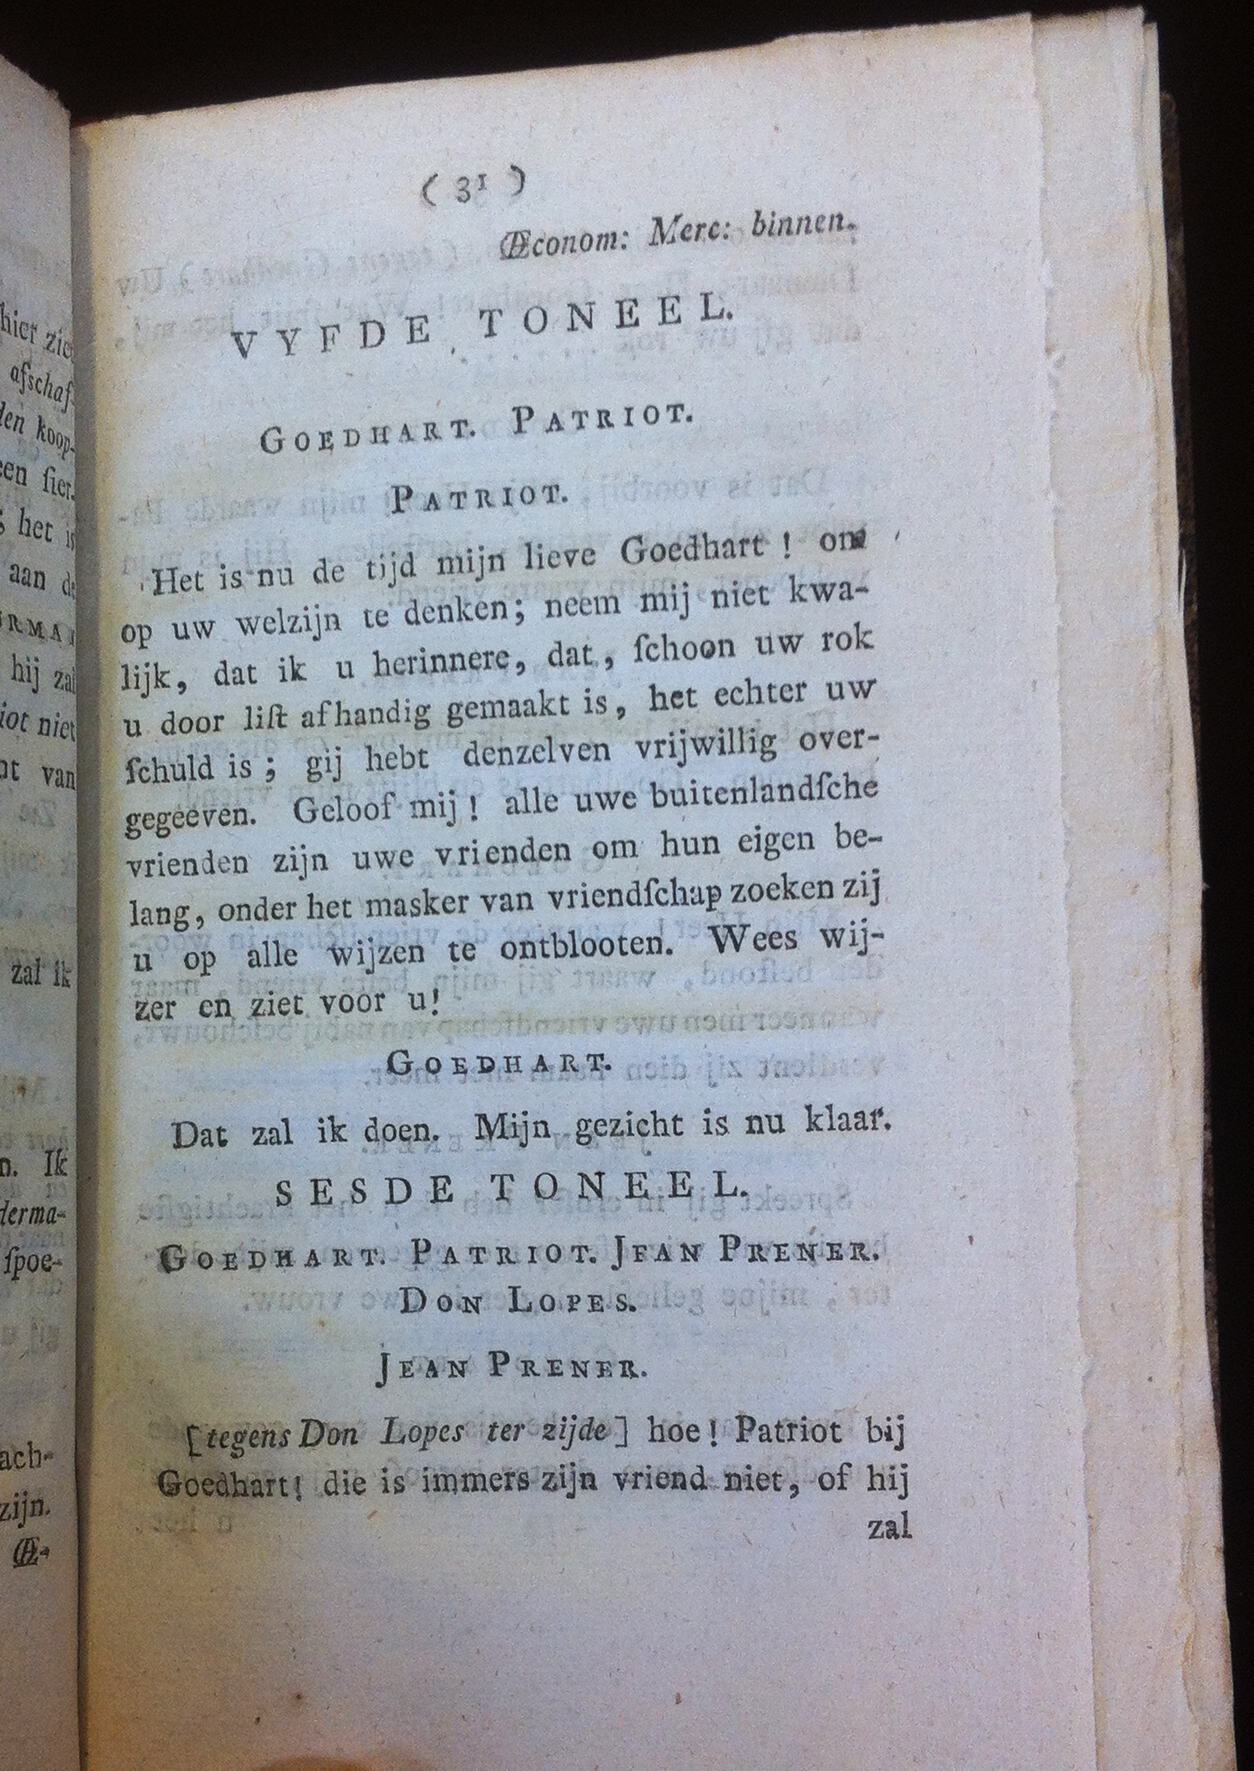 ( 31 )
Œconom: Merc: binnen.
VYFDE TONEEL.
GOEDHART. PATRIOT.
PATRIOT.
Het is nu de tijd mijn lieve Goedhart ! om
op uw welzijn te denken; neem mij niet kwa-
lijk, dat ik u herinnere, dat, ſchoon uw rok
u door liſt afhandig gemaakt is, het echter uw
ſchuld is; gij hebt denzelven vrijwillig over-
gegeeven. Geloof mij! alle uwe buitenlandſche
vrienden zijn uwe vrienden om hun eigen be-
lang, onder het masker van vriendſchap zoeken zij
u op alle wijzen te ontblooten. Wees wij-
zer en ziet voor u!
GOEDHART.
Dat zal ik doen. Mijn gezicht is nu klaar.
SESDE TONEEL.
GOEDHART. PATRIOT. JEAN PRENER.
DON LOPES.
JEAN PRENER.
[tegens Don Lopes ter zijde] hoe! Patriot bij
Goedhart! die is immers zijn vriend niet, of hij
zal